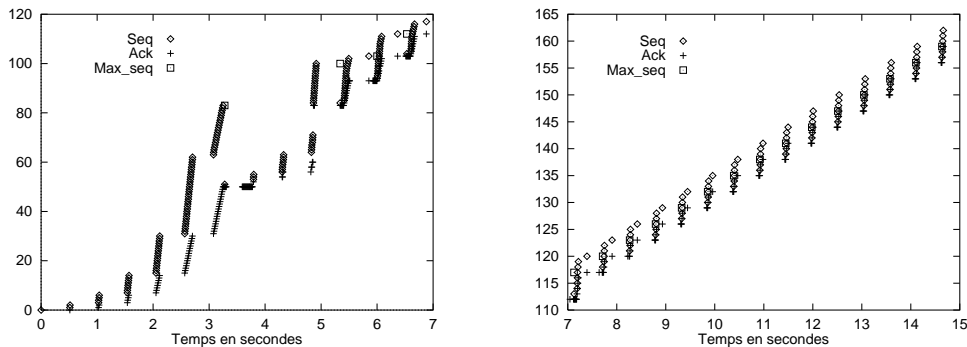 120
100
80
60
40
20
0
Seq
Ack
Max_seq
0 1 2 3 4 5 6 7
Temps en secondes
165
160
155
150
145
140
135
130
125
120
115
110
Seq
Ack
Max_seq
7 8 9 10 11 12 13 14 15
Temps en secondes